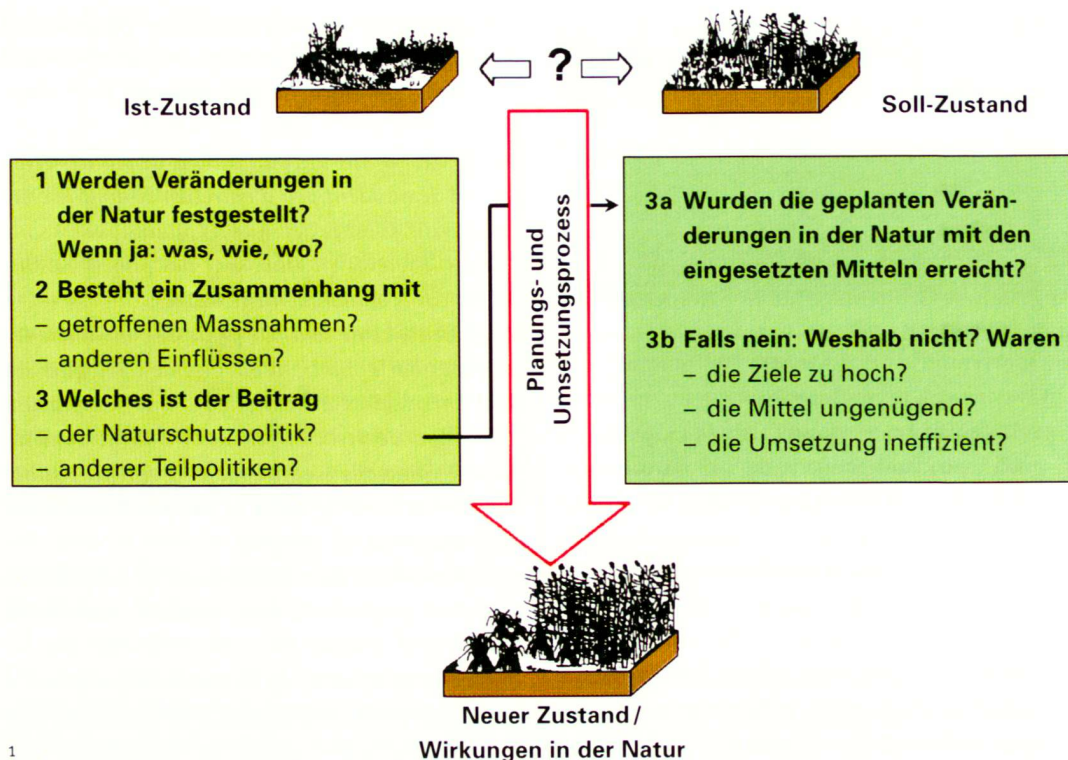 ?
Ist-Zustand
Soll-Zustand
1 Werden Veränderungen in
der Natur festgestellt?
Wenn ja: was, wie, wo?
2 Besteht ein Zusammenhang mit
– getroffenen Massnahmen?
– anderen Einflüssen?
3 Welches ist der Beitrag
– der Naturschutzpolitik?
– anderer Teilpolitiken?
Planungs- und
Umsetzungsprozess
3a Wurden die geplanten Verän-
derungen in der Natur mit den
eingesetzten Mitteln erreicht?
3b Falls nein: Weshalb nicht? Waren
– die Ziele zu hoch?
– die Mittel ungenügend?
– die Umsetzung ineffizient?
Neuer Zustand/
Wirkungen in der Natur
1